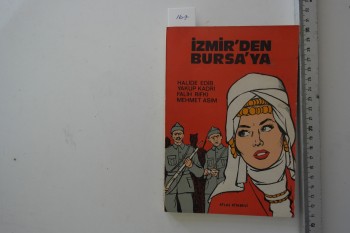 İZMİR'DEN
BURSA'YA
HALİDE EDİB,
YAKUP KADRİ,
FALİH RIFKI
MEHMET ASIM